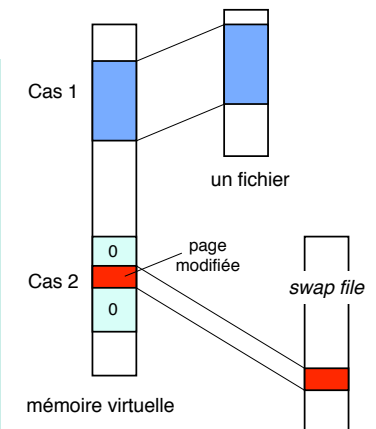 Cas 1
un fichier
0
page
modifiée
Cas 2
swap file
0
mémoire virtuelle